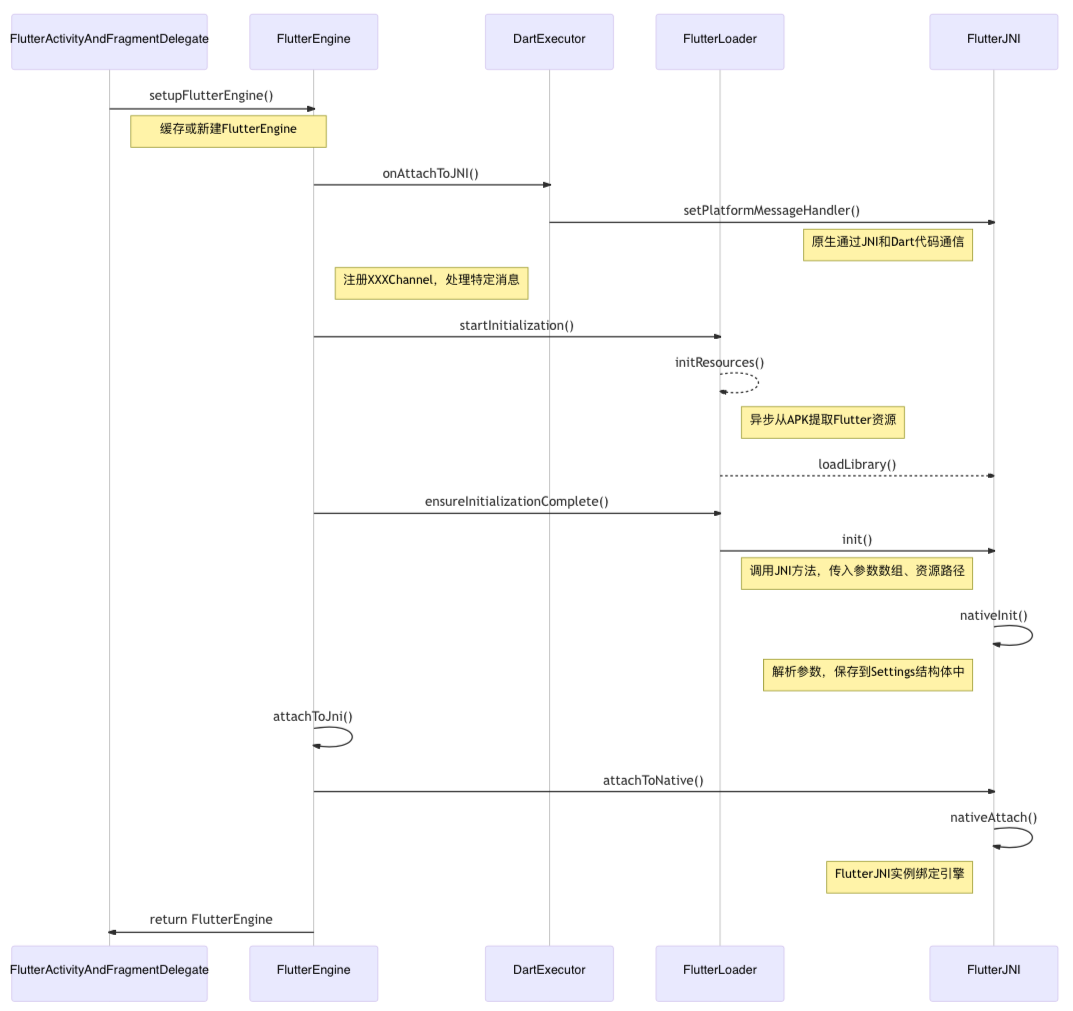 FlutterActivityAndFragmentDelegate
FlutterEngine
DartExecutor
FlutterLoader
FlutterJNI
setupFlutterEngine()
缓存或新建FlutterEngine
onAttachToJNI()
setPlatformMessageHandler()
原生通过JNI和Dart代码通信
注册XXXChannel，处理特定消息
startInitialization()
initResources()
异步从APK提取Flutter资源
loadLibrary()
ensureInitializationComplete()
init()
调用JNI方法，传入参数数组、资源路径
nativeInit()
解析参数，保存到Settings结构体中
attachToJni()
attachToNative()
nativeAttach()
FlutterJNI实例绑定引擎
return FlutterEngine
FlutterActivityAndFragmentDelegate
FlutterEngine
DartExecutor
FlutterLoader
FlutterJNI